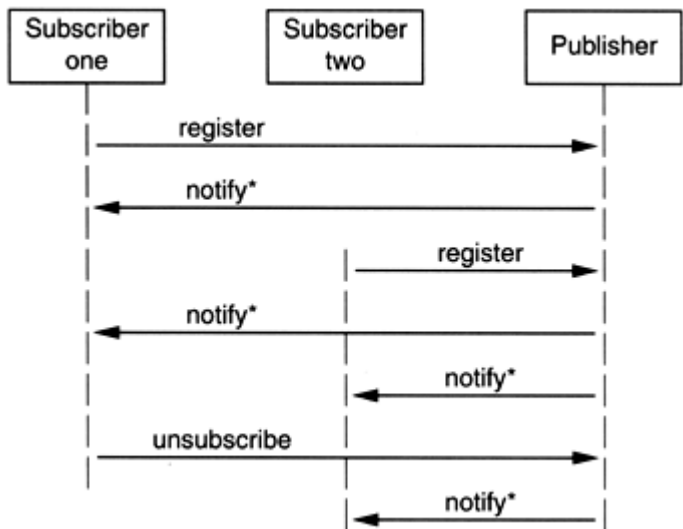 Subscriber
one
Subscriber
two
Publisher
register
notify*
register
notify*
notify*
unsubscribe
notify*